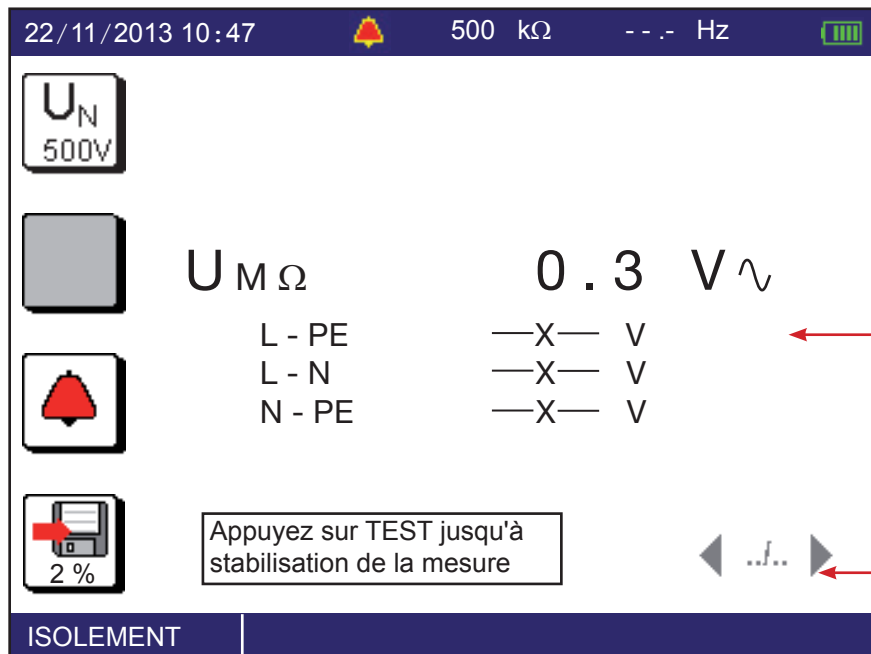 22/11/2013 10:47 500 kΩ - - .- Hz
UN
500V
U MΩ 0.3 V∿
L - PE —X— V
L - N —X— V
N - PE —X— V
Appuyez sur TEST jusqu'à
stabilisation de la mesure
2 %
../..
ISOLEMENT